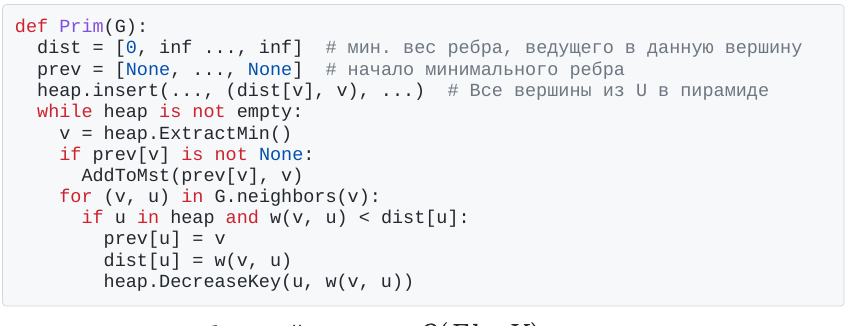 def Prim(G):
  dist = [0, inf ..., inf]  # мин. вес ребра, ведущего в данную вершину
  prev = [None, ..., None]  # начало минимального ребра
  heap.insert(..., (dist[v], v), ...)  # Все вершины из U в пирамиде
  while heap is not empty:
    v = heap.ExtractMin()
    if prev[v] is not None:
      AddToMst(prev[v], v)
    for (v, u) in G.neighbors(v):
      if u in heap and w(v, u) < dist[u]:
        prev[u] = v
        dist[u] = w(v, u)
        heap.DecreaseKey(u, w(v, u))